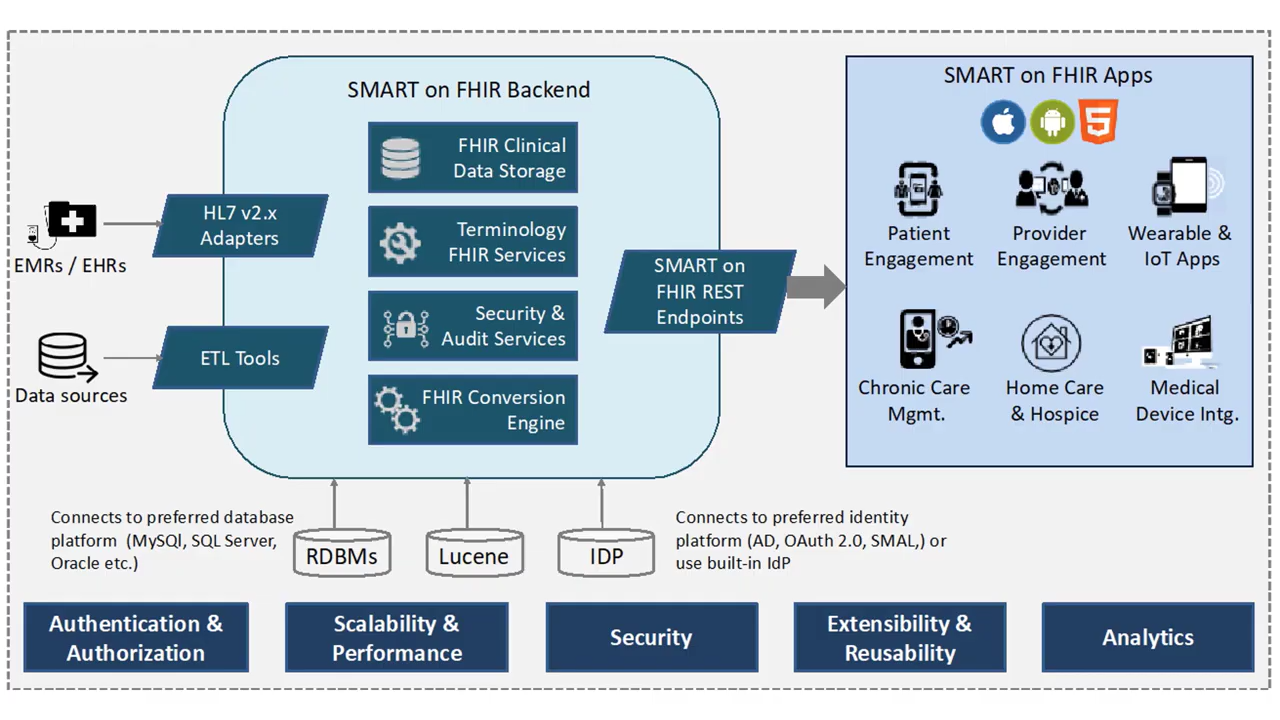 SMART on FHIR Backend
FHIR Clinical
Data Storage
Terminology
FHIR Services
Security &
Audit Services
FHIR Conversion
Engine
HL7 v2.x
Adapters
EMRs / EHRs
ETL Tools
Data sources
SMART on
FHIR REST
Endpoints
SMART on FHIR Apps
5
Patient
Engagement
Provider
Engagement
Wearable &
IoT Apps
Chronic Care
Mgmt.
Home Care
& Hospice
Medical
Device Intg.
Connects to preferred database
platform (MySQl, SQL Server,
Oracle etc.)
RDBMs
Lucene
IDP
Connects to preferred identity
platform (AD, OAuth 2.0, SMAL,) or
use built-in IdP
Authentication &
Authorization
Scalability &
Performance
Security
Extensibility &
Reusability
Analytics